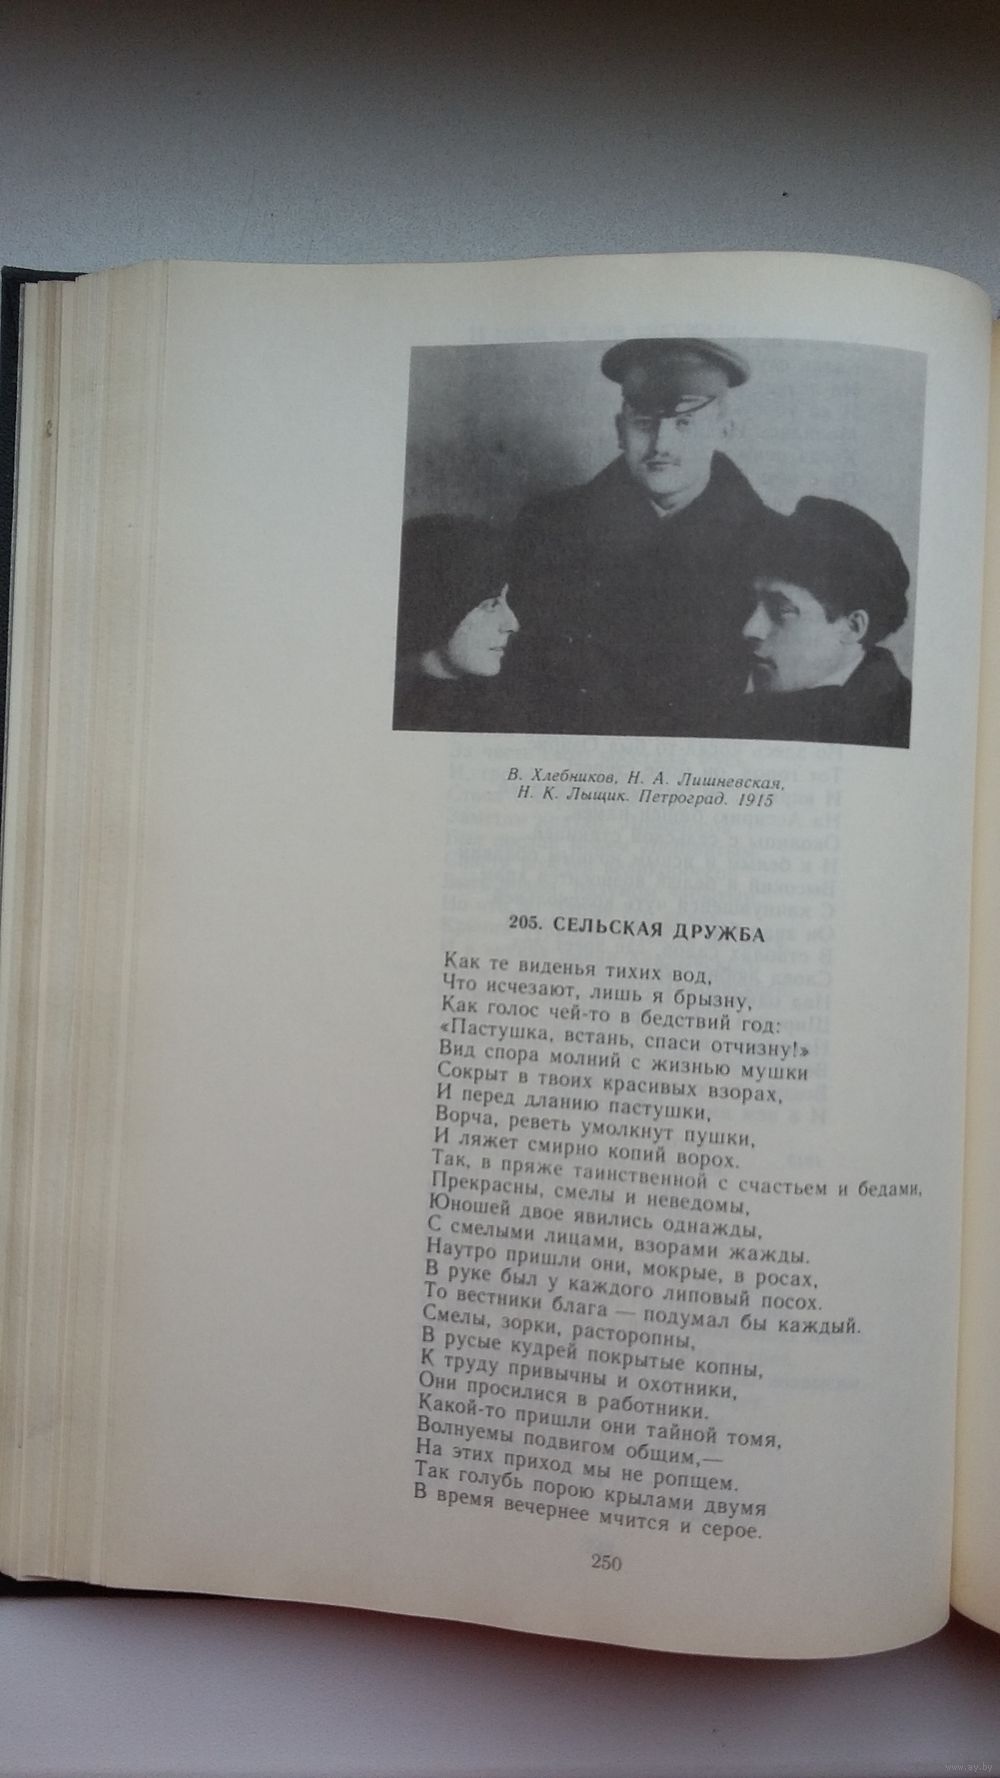 В. Хлебников, Н. А. Лишневская,
Н. К. Лыщик. Петроград. 1915
205. СЕЛЬСКАЯ ДРУЖБА
Как те виденья тихих вод,
Что исчезают, лишь я брызну,
Как голос чей-то в бедствий год:
«Пастушка, встань, спаси отчизну!»
Вид спора молний с жизнью мушки
Сокрыт в твоих красивых взорах,
И перед дланию пастушки,
Ворча, реветь умолкнут пушки,
И ляжет смирно копий ворох.
Так, в пряже таинственной с счастьем и бедами,
Прекрасны, смелы и неведомы,
Юношей двое явились однажды,
С смелыми лицами, взорами жажды.
Наутро пришли они, мокрые, в росах,
В руке был у каждого липовый посох.
То вестники блага — подумал бы каждый.
Смелы, зорки, расторопны,
В русые кудрей покрытые копны,
К труду привычны и охотники,
Они просилися в работники.
Какой-то пришли они тайной томя,
Волнуемы подвигом общим,—
На этих приход мы не ропщем.
Так голубь порою крылами двумя
В время вечернее мчится и серое.
250
www.ay.by